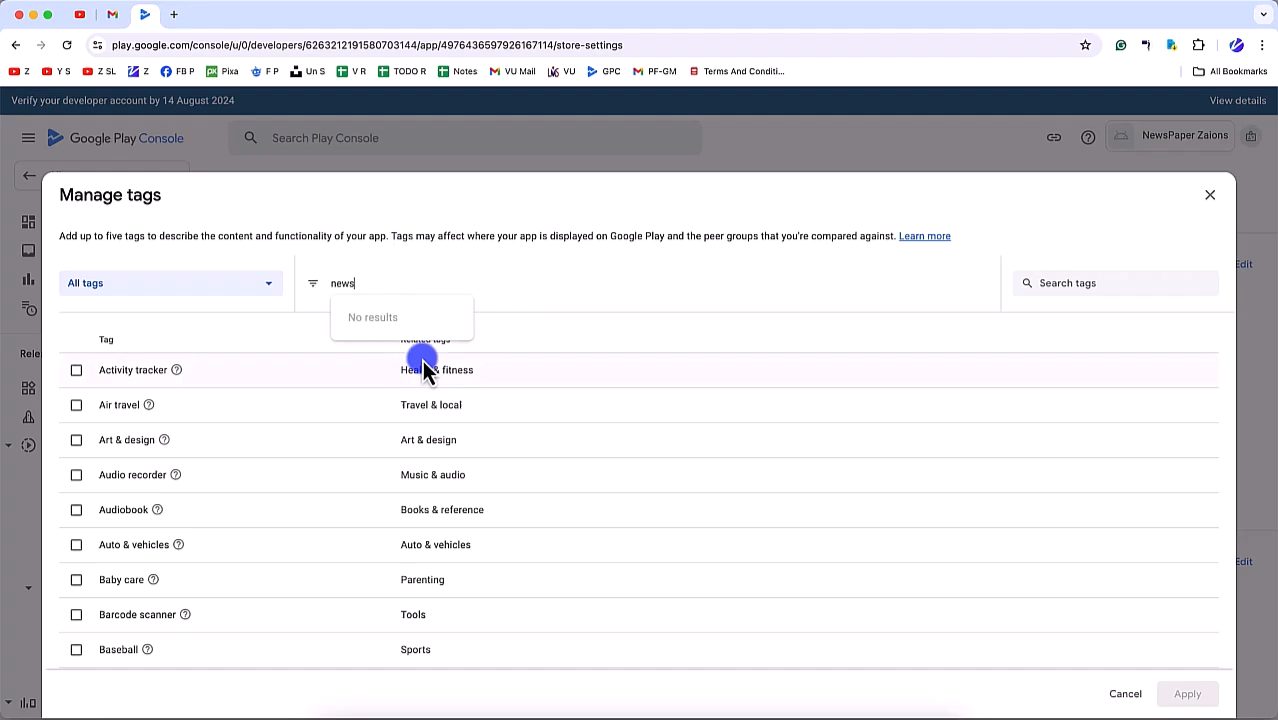 play.google.com/console/u/0/developers/6263212191580703144/app/4976436597926167114/store-settings
Z Y S Z SL Z FB P Pixa F P Un S V R TODO R Notes VU Mail VU GPC PF-GM Terms And Conditi... All Bookmarks
Verify your developer account by 14 August 2024 View details
Google Play Console Search Play Console NewsPaper Zaions
Manage tags
Add up to five tags to describe the content and functionality of your app. Tags may affect where your app is displayed on Google Play and the peer groups that you're compared against. Learn more
Edit
All tags news Search tags
No results
Tag Related tags
Rele
Activity tracker Health & fitness
Air travel Travel & local
Art & design Art & design
Audio recorder Music & audio
Audiobook Books & reference
Auto & vehicles Auto & vehicles
Edit
Baby care Parenting
Barcode scanner Tools
Baseball Sports
Cancel Apply